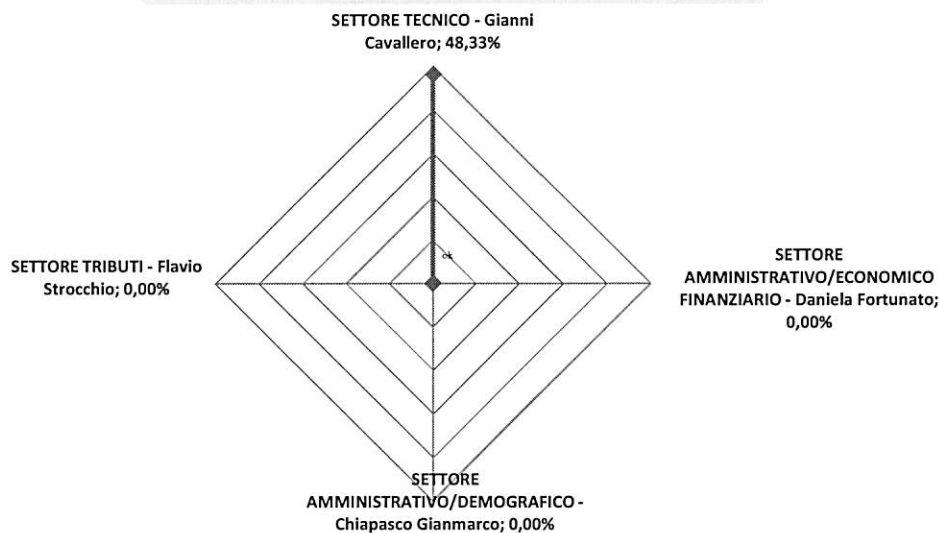 SETTORE TECNICO - Gianni
Cavallero; 48,33%
SETTORE TRIBUTI - Flavio
Strocchio; 0,00%
SETTORE
AMMINISTRATIVO/ECONOMICO
FINANZIARIO - Daniela Fortunato;
0,00%
SETTORE
AMMINISTRATIVO/DEMOGRAFICO -
Chiapasco Gianmarco; 0,00%